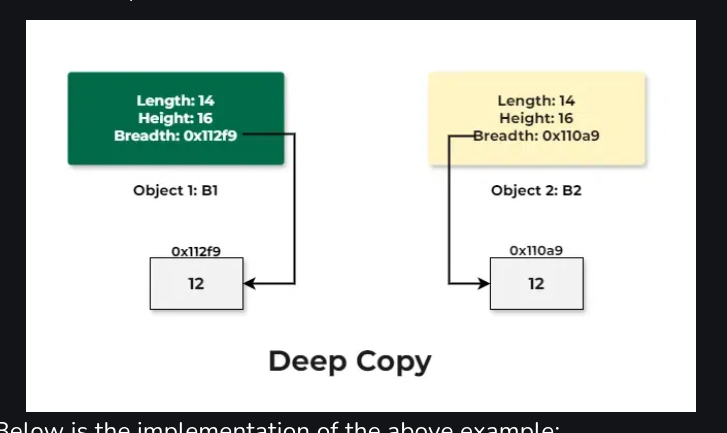 Length: 14
Height: 16
Breadth: 0x112f9
Length: 14
Height: 16
Breadth: 0x110a9
Object 1: B1
Object 2: B2
0x112f9
0x110a9
12
12
Deep Copy
Below is the implementation of the above example: